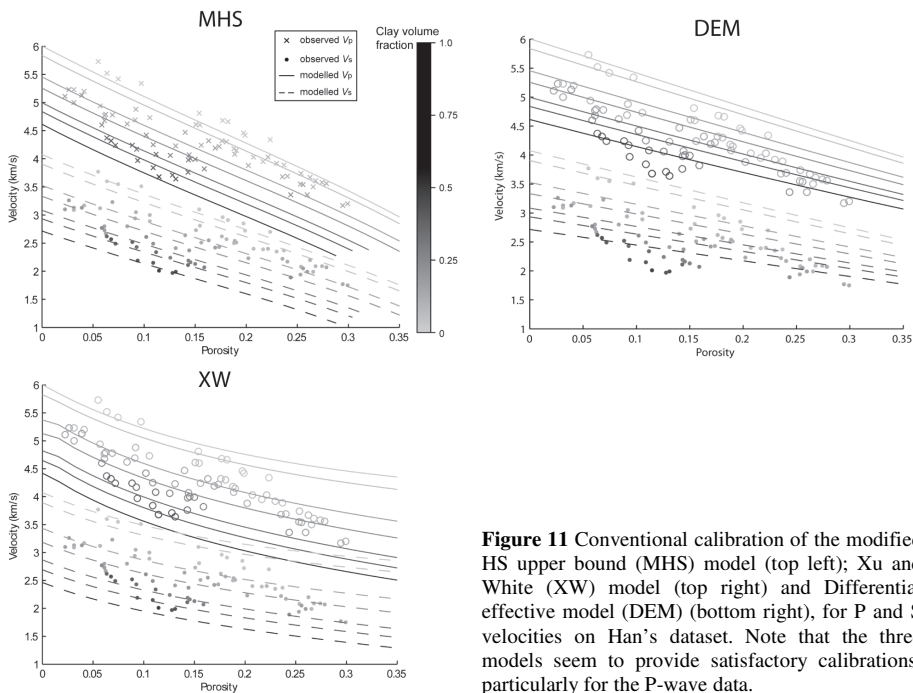 MHS
6
5.5
5
4.5
4
3.5
3
2.5
2
1.5
1
Velocity (km/s)
0 0.05 0.1 0.15 0.2 0.25 0.3 0.35
Porosity
observed Vp
observed Vs
modelled Vp
modelled Vs
Clay volume
fraction
1.0
0.75
0.5
0.25
0
DEM
6
5.5
5
4.5
4
3.5
3
2.5
2
1.5
1
Velocity (km/s)
0 0.05 0.1 0.15 0.2 0.25 0.3 0.35
Porosity
XW
6
5.5
5
4.5
4
3.5
3
2.5
2
1.5
1
Velocity (km/s)
0 0.05 0.1 0.15 0.2 0.25 0.3 0.35
Porosity
Figure 11 Conventional calibration of the modified
HS upper bound (MHS) model (top left); Xu and
White (XW) model (top right) and Differentia
effective model (DEM) (bottom right), for P and S
velocities on Han's dataset. Note that the thre
models seem to provide satisfactory calibrations
particularly for the P-wave data.